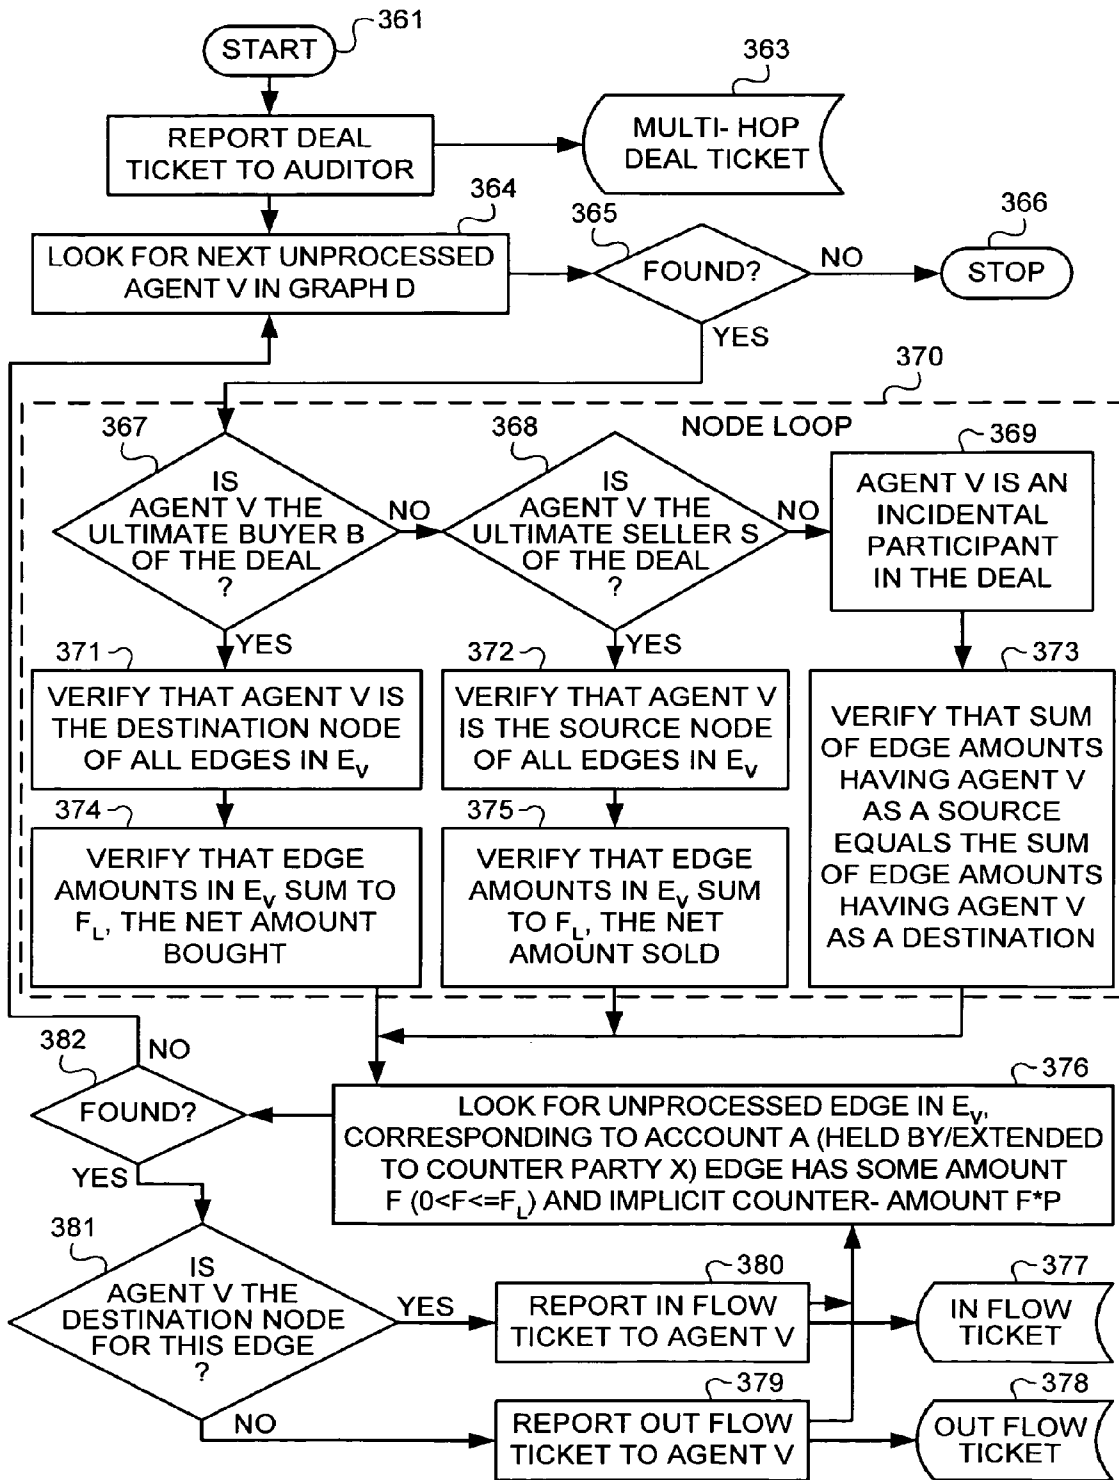 361
START
363
REPORT DEAL
TICKET TO AUDITOR
MULTI- HOP
DEAL TICKET
364
365
366
LOOK FOR NEXT UNPROCESSED
AGENT V IN GRAPH D
FOUND?
NO
STOP
YES
370
367
368
NODE LOOP
369
IS
AGENT V THE
ULTIMATE BUYER B
OF THE DEAL
?
NO
IS
AGENT V THE
ULTIMATE SELLER S
OF THE DEAL
?
NO
AGENT V IS AN
INCIDENTAL
PARTICIPANT
IN THE DEAL
YES
YES
371
372
373
VERIFY THAT AGENT V IS
THE DESTINATION NODE
OF ALL EDGES IN EV
VERIFY THAT AGENT V
IS THE SOURCE NODE
OF ALL EDGES IN EV
VERIFY THAT SUM
OF EDGE AMOUNTS
HAVING AGENT V
AS A SOURCE
EQUALS THE SUM
OF EDGE AMOUNTS
HAVING AGENT V
AS A DESTINATION
374
375
VERIFY THAT EDGE
AMOUNTS IN EV SUM TO
FL, THE NET AMOUNT
BOUGHT
VERIFY THAT EDGE
AMOUNTS IN EV SUM
TO FL, THE NET
AMOUNT SOLD
382
NO
376
FOUND?
LOOK FOR UNPROCESSED EDGE IN EV,
CORRESPONDING TO ACCOUNT A (HELD BY/EXTENDED
TO COUNTER PARTY X) EDGE HAS SOME AMOUNT
F (0<F<=FL) AND IMPLICIT COUNTER- AMOUNT F*P
YES
381
IS
AGENT V THE
DESTINATION NODE
FOR THIS EDGE
?
YES
380
REPORT IN FLOW
TICKET TO AGENT V
377
IN FLOW
TICKET
NO
379
REPORT OUT FLOW
TICKET TO AGENT V
378
OUT FLOW
TICKET